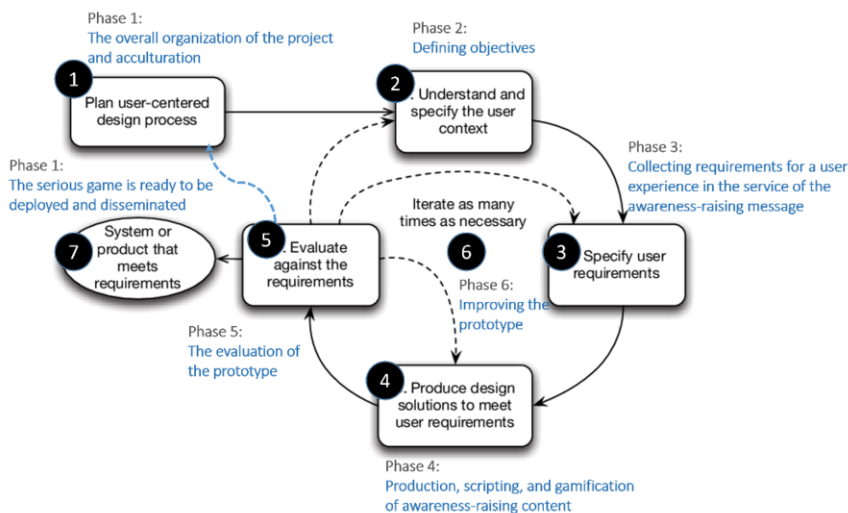 Phase 1:
The overall organization of the project
and acculturation
1
Plan user-centered
design process
Phase 2:
Defining objectives
2
. Understand and
specify the user
context
Phase 3:
Collecting requirements for a user
experience in the service of the
awareness-raising message
3
Specify user
requirements
Phase 1:
The serious game is ready to be
deployed and disseminated
7
System or
product that
meets
requirements
5
. Evaluate
against the
requirements
Iterate as many
times as necessary
6
Phase 6:
Improving the
prototype
Phase 5:
The evaluation of
the prototype
4
. Produce design
solutions to meet
user requirements
Phase 4:
Production, scripting, and gamification
of awareness-raising content